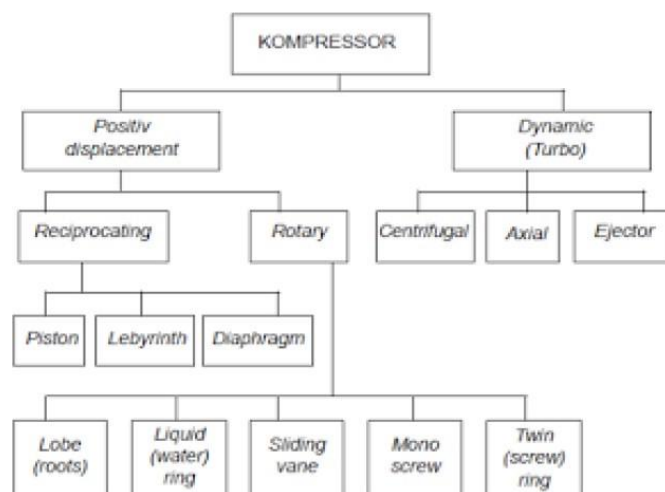 KOMPRESSOR
Positiv
displacement
Dynamic
(Turbo)
Reciprocating
Rotary
Centrifugal
Axial
Ejector
Piston
Lebyrinth
Diaphragm
Lobe
(roots)
Liquid
(water)
ring
Sliding
vane
Mono
screw
Twin
(screw)
ring